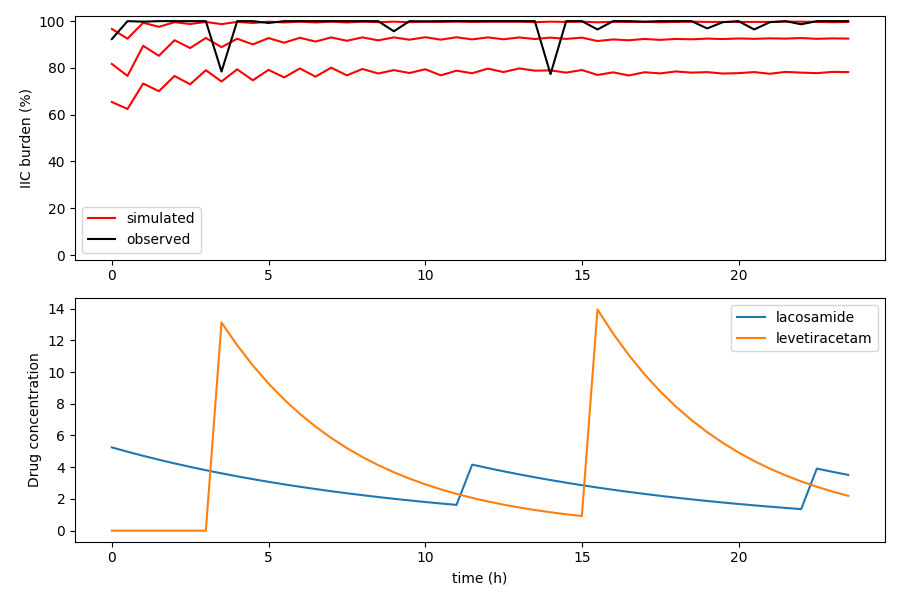 100
80
60
40
20
0
IIC burden (%)
simulated
observed
0 5 10 15 20
14
12
10
8
6
4
2
0
Drug concentration
lacosamide
levetiracetam
0 5 10 15 20
time (h)